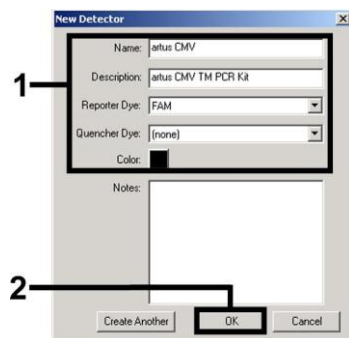 New Detector
1
Name: artus CMV
Description: artus CMV TM PCR Kit
Reporter Dye: FAM
Quencher Dye: (none)
Color:
Notes:
2
Create Another OK Cancel